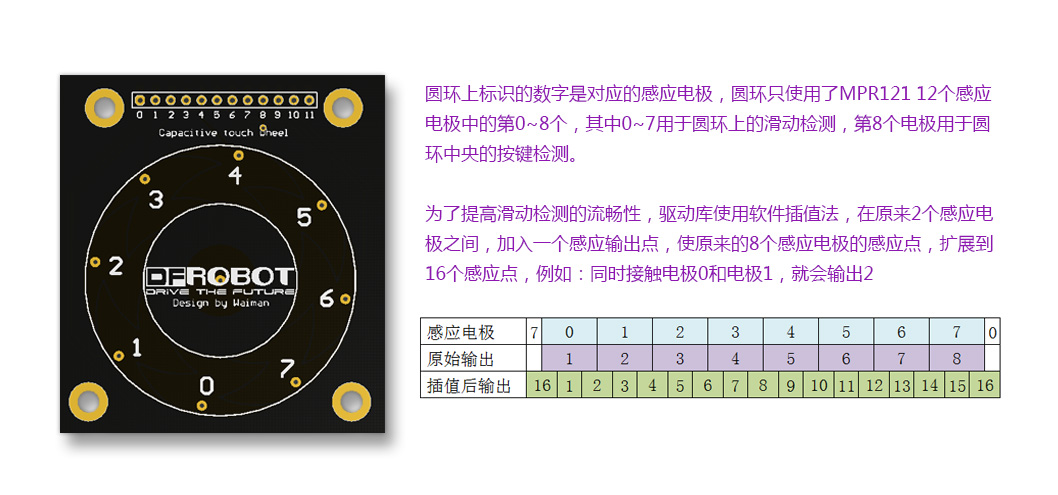 0 1 2 3 4 5 6 7 8 9 10 11
Capacitive touch Wheel
4
3
5
2
DFROBOT
DRIVE THE FUTURE
Design by Waiman
6
1
7
0
圆环上标识的数字是对应的感应电极，圆环只使用了MPR121 12个感应
电极中的第0~8个，其中0~7用于圆环上的滑动检测，第8个电极用于圆
环中央的按键检测。
为了提高滑动检测的流畅性，驱动库使用软件插值法，在原来2个感应电
极之间，加入一个感应输出点，使原来的8个感应电极的感应点，扩展到
16个感应点，例如：同时接触电极0和电极1，就会输出2
感应电极 7 0 1 2 3 4 5 6 7 0
原始输出 1 2 3 4 5 6 7 8
插值后输出 16 1 2 3 4 5 6 7 8 9 10 11 12 13 14 15 16